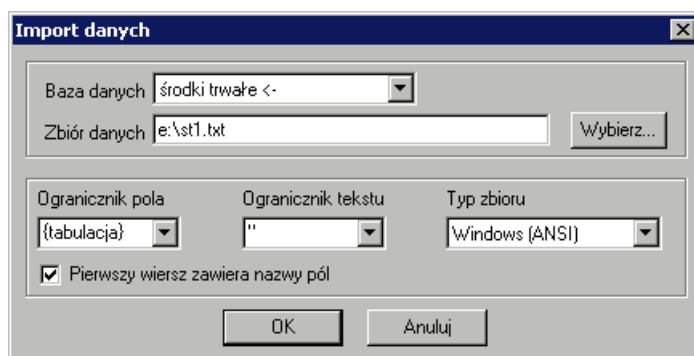 Import danych
Baza danych środki trwałe <-
Zbiór danych e:\st1.txt Wybierz...
Ogranicznik pola Ogranicznik tekstu Typ zbioru
{tabulacja} " Windows (ANSI)
Pierwszy wiersz zawiera nazwy pól
OK Anuluj